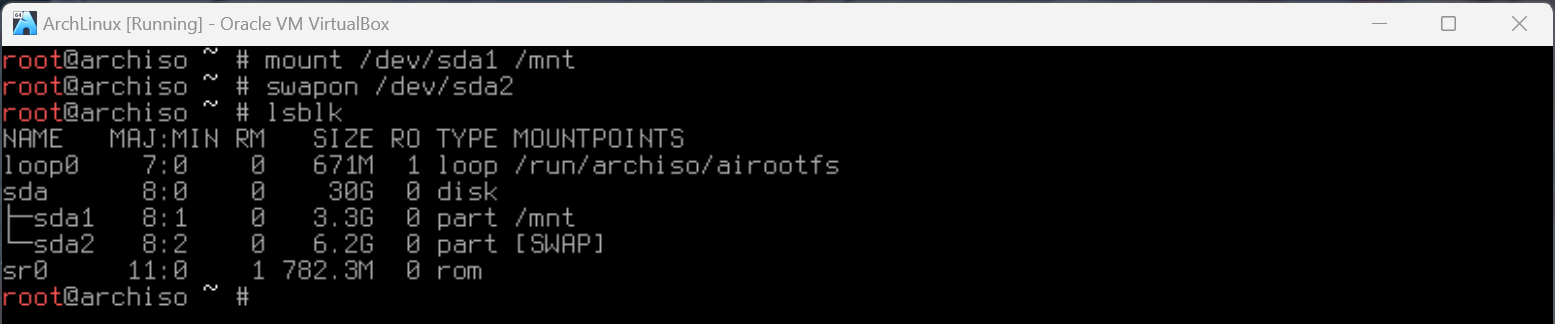 ArchLinux [Running] - Oracle VM VirtualBox
root@archiso ~ # mount /dev/sda1 /mnt
root@archiso ~ # swapon /dev/sda2
root@archiso ~ # lsblk
NAME   MAJ:MIN RM   SIZE RO TYPE MOUNTPOINTS
loop0    7:0    0   671M  1 loop /run/archiso/airootfs
sda      8:0    0    30G  0 disk
├─sda1   8:1    0   3.3G  0 part /mnt
└─sda2   8:2    0   6.2G  0 part [SWAP]
sr0     11:0    1 782.3M  0 rom
root@archiso ~ #